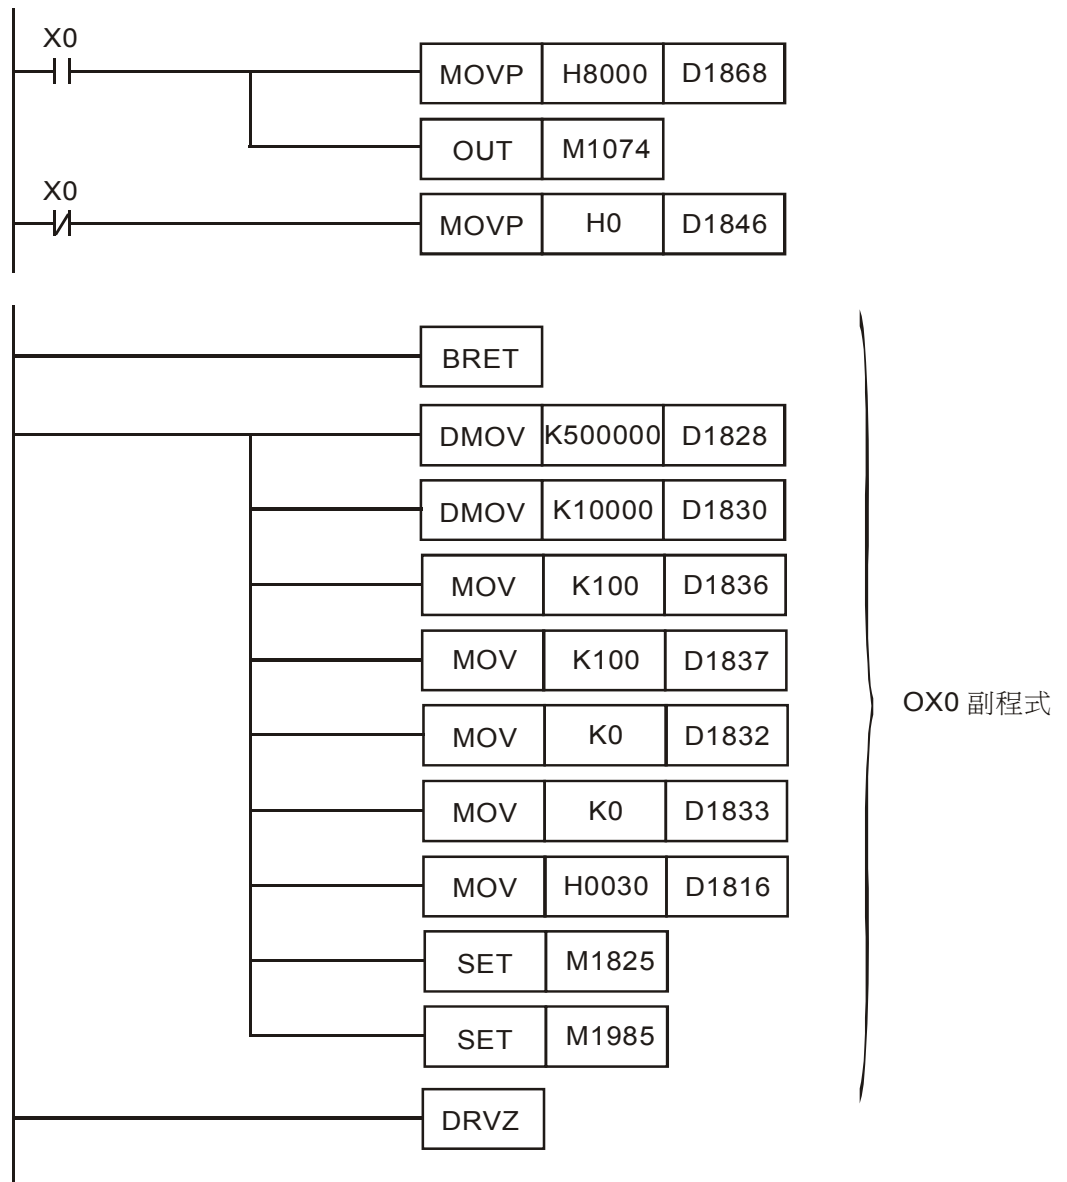 X0
MOVP H8000 D1868
OUT M1074
X0
MOVP H0 D1846
BRET
DMOV K500000 D1828
DMOV K10000 D1830
MOV K100 D1836
MOV K100 D1837
MOV K0 D1832
MOV K0 D1833
MOV H0030 D1816
SET M1825
SET M1985
DRVZ
OX0 副程式